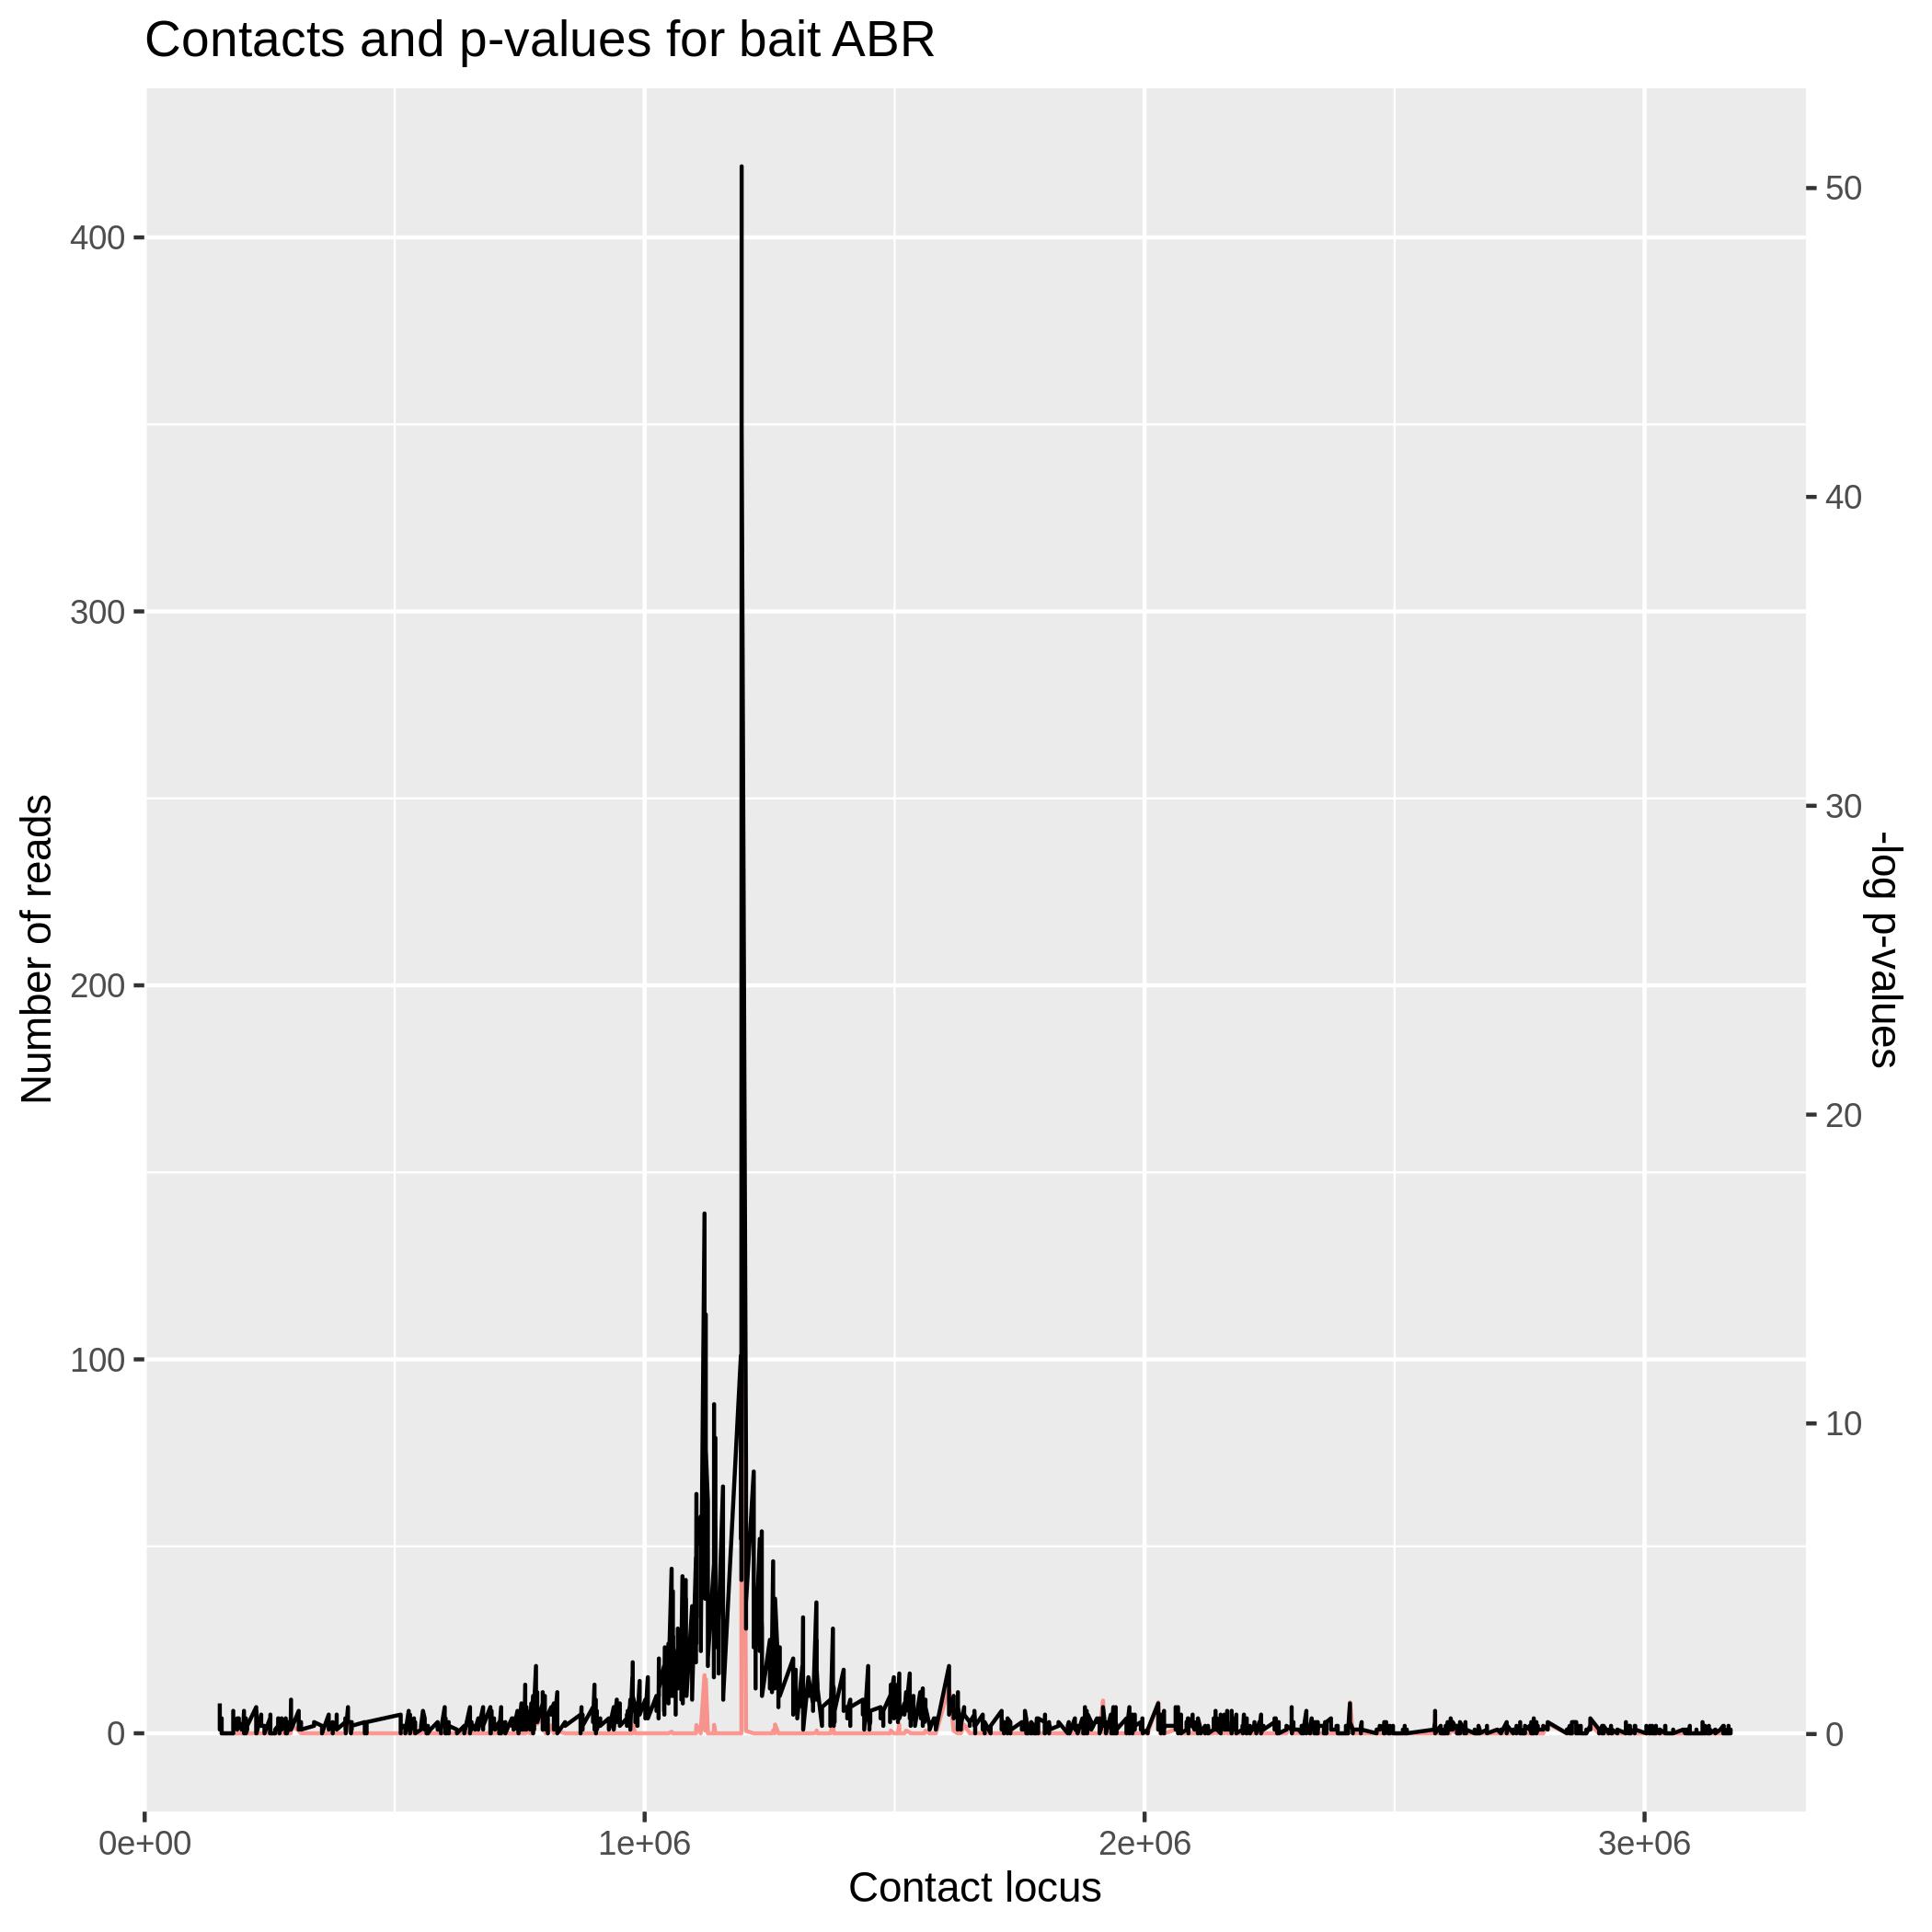 Contacts and p-values for bait ABR
Number of reads
400
300
200
100
0
50
40
30
20
10
0
-log p-values
0e+00
1e+06
2e+06
3e+06
Contact locus